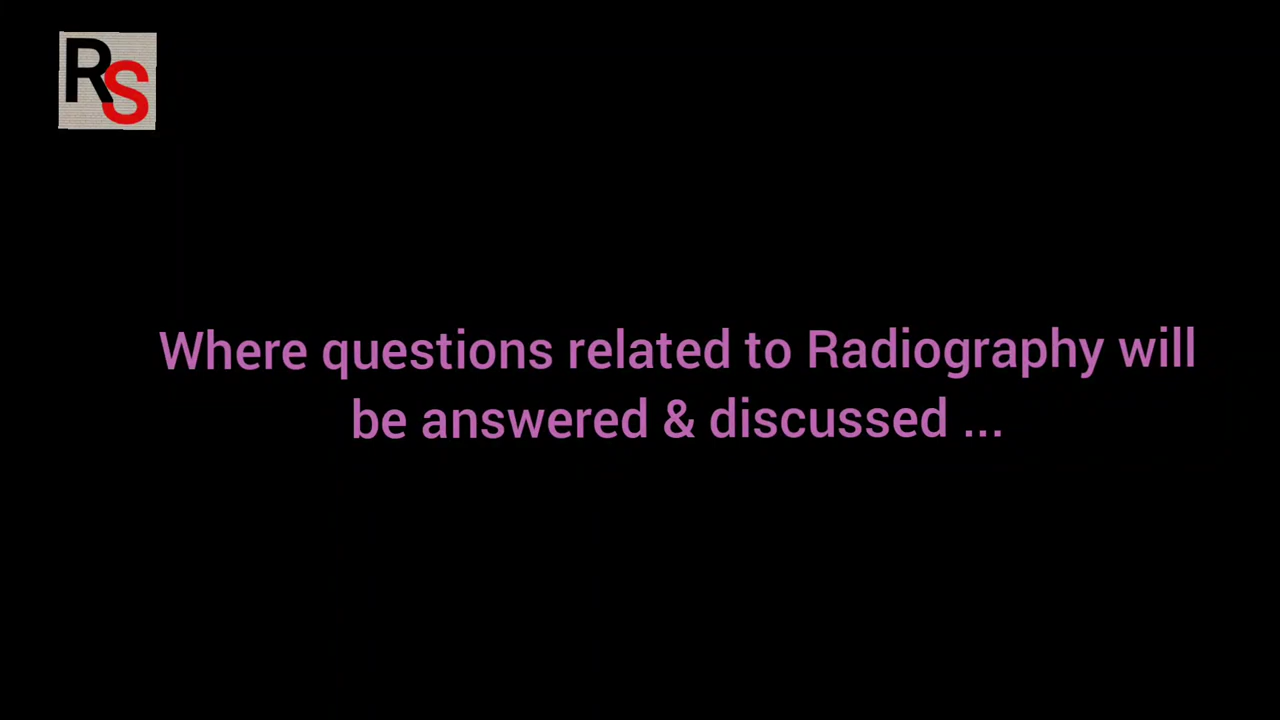 RS
Where questions related to Radiography will
be answered & discussed ...